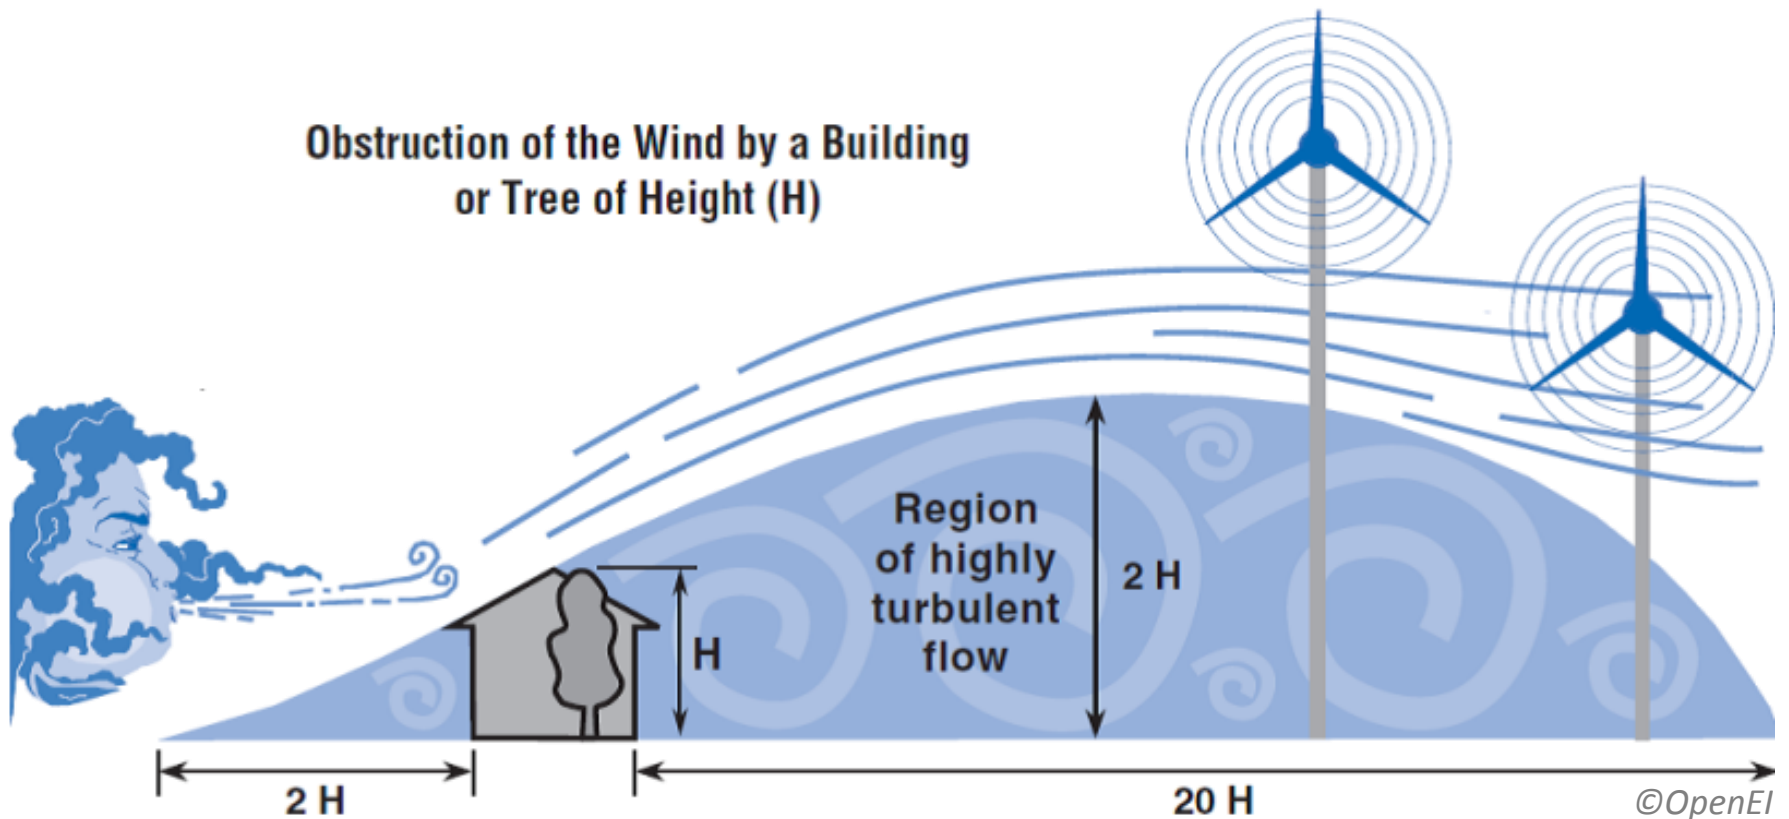 Obstruction of the Wind by a Building
or Tree of Height (H)
Region
of highly
turbulent
flow
2 H
H
2 H
20 H
©OpenEI